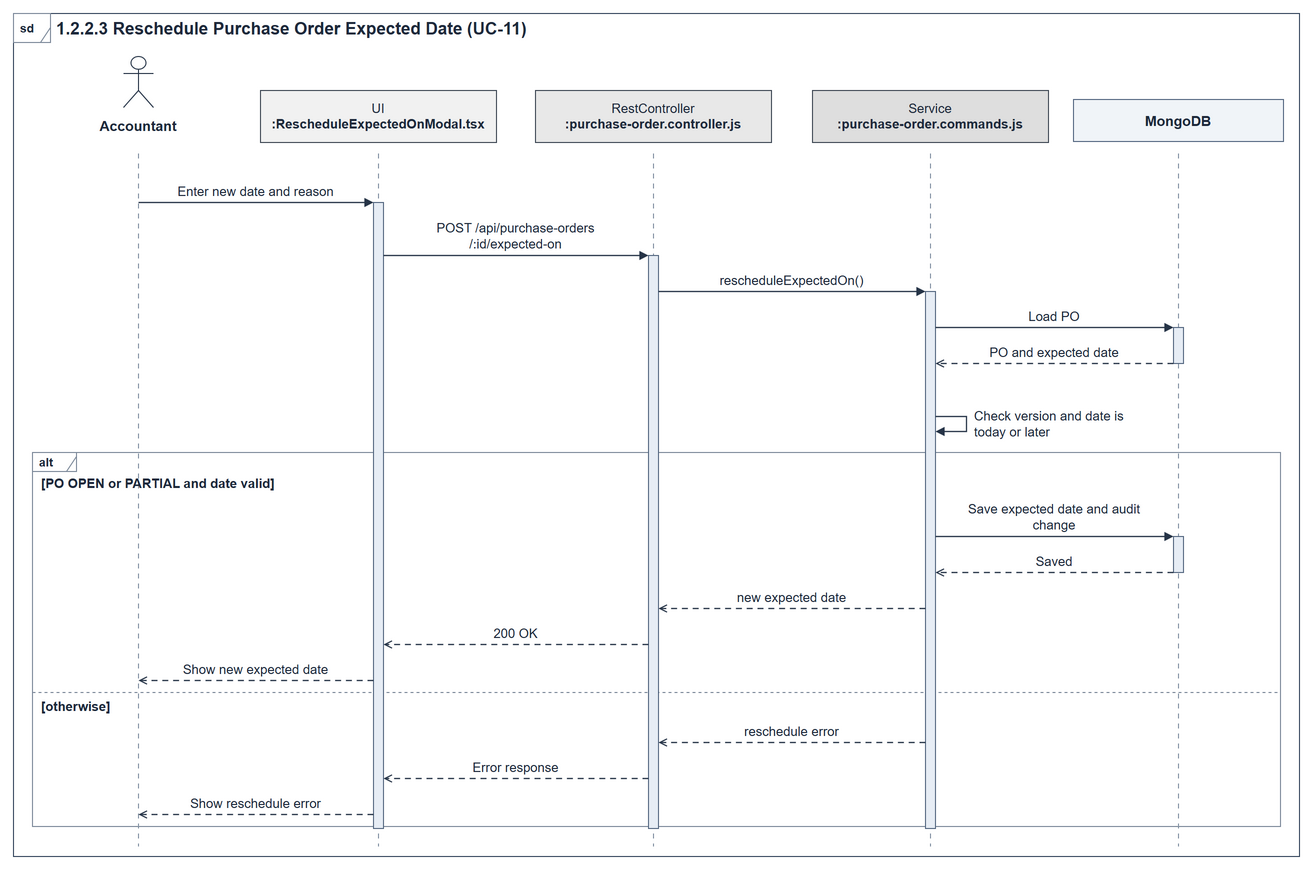 sd
1.2.2.3 Reschedule Purchase Order Expected Date (UC-11)
Accountant
UI
:RescheduleExpectedOnModal.tsx
RestController
:purchase-order.controller.js
Service
:purchase-order.commands.js
MongoDB
Enter new date and reason
POST /api/purchase-orders
/:id/expected-on
rescheduleExpectedOn()
Load PO
PO and expected date
Check version and date is
today or later
alt
[PO OPEN or PARTIAL and date valid]
Save expected date and audit
change
Saved
new expected date
200 OK
Show new expected date
[otherwise]
reschedule error
Error response
Show reschedule error